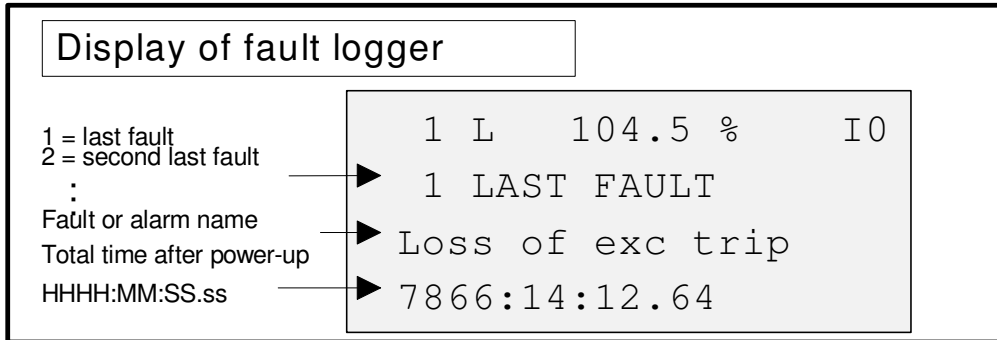 Display of fault logger
1 = last fault
2 = second last fault
:
Fault or alarm name
Total time after power-up
HHHH:MM:SS.ss
1 L 104.5 % I0
1 LAST FAULT
Loss of exc trip
7866:14:12.64